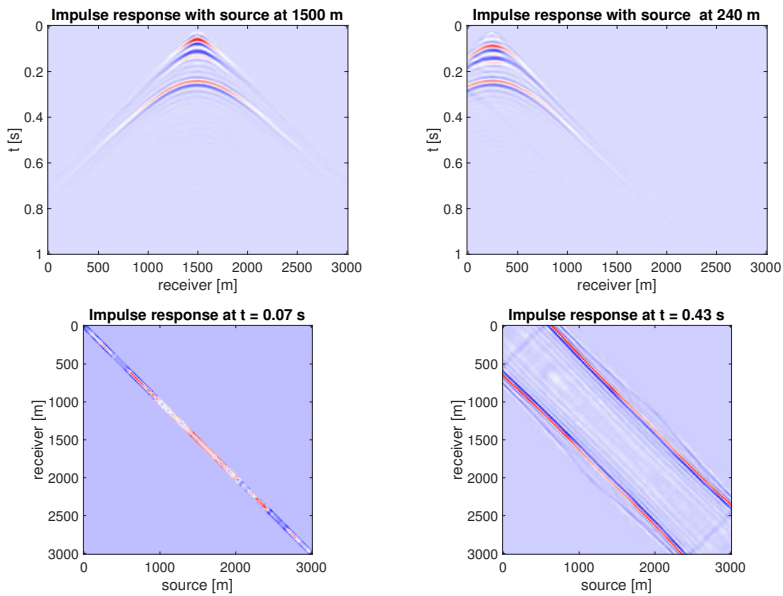 Impulse response with source at 1500 m
0
0.2
0.4
0.6
0.8
1
t [s]
0 500 1000 1500 2000 2500 3000
receiver [m]
Impulse response with source at 240 m
0
0.2
0.4
0.6
0.8
1
t [s]
0 500 1000 1500 2000 2500 3000
receiver [m]
Impulse response at t = 0.07 s
0
500
1000
1500
2000
2500
3000
receiver [m]
0 1000 2000 3000
source [m]
Impulse response at t = 0.43 s
0
500
1000
1500
2000
2500
3000
receiver [m]
0 1000 2000 3000
source [m]